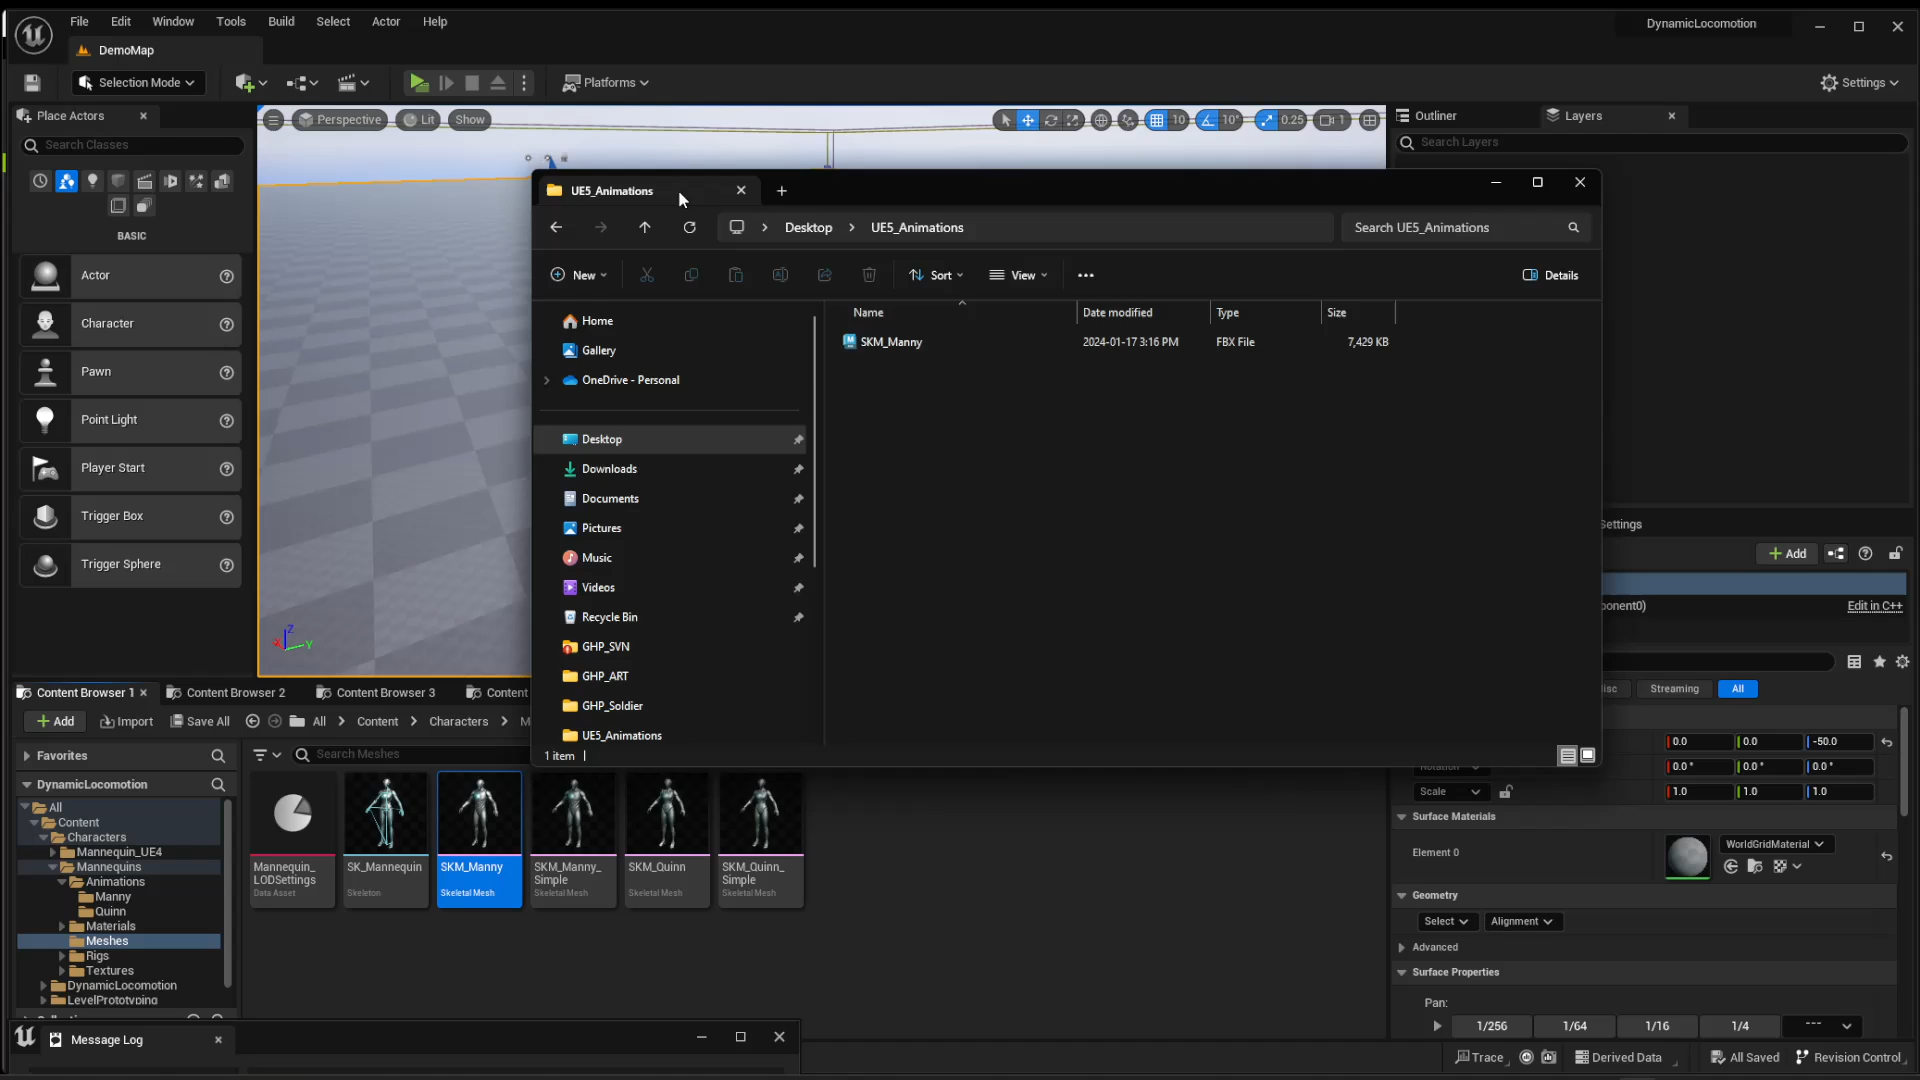 File Edit Window Tools Build Select Actor Help
DynamicLocomotion
DemoMap
Selection Mode
Platforms
Settings
Place Actors
Search Classes
BASIC
Actor
Character
Pawn
Point Light
Player Start
Trigger Box
Trigger Sphere
Perspective Lit Show
10 10° 0.25 1
Outliner Layers
Search Layers
UE5_Animations
Desktop > UE5_Animations
Search UE5_Animations
New Sort View Details
Name Date modified Type Size
SKM_Manny 2024-01-17 3:16 PM FBX File 7,429 KB
Home
Gallery
OneDrive - Personal
Desktop
Downloads
Documents
Pictures
Music
Videos
Recycle Bin
GHP_SVN
GHP_ART
GHP_Soldier
UE5_Animations
1 item
Settings
Add
ponent0) Edit in C++
isc Streaming All
0.0 0.0 -50.0
Rotation 0.0° 0.0° 0.0°
Scale 1.0 1.0 1.0
Surface Materials
Element 0
WorldGridMaterial
Geometry
Select Alignment
Advanced
Surface Properties
Pan:
1/256 1/64 1/16 1/4 ---
Content Browser 1 Content Browser 2 Content Browser 3 Content
Add Import Save All All > Content > Characters > M
Favorites
Search Meshes
DynamicLocomotion
All
Content
Characters
Mannequin_UE4
Mannequins
Animations
Manny
Quinn
Materials
Meshes
Rigs
Textures
DynamicLocomotion
LevelPrototyping
Mannequin_
LODSettings
Data Asset
SK_Mannequin
Skeleton
SKM_Manny
Skeletal Mesh
SKM_Manny_
Simple
Skeletal Mesh
SKM_Quinn
Skeletal Mesh
SKM_Quinn_
Simple
Skeletal Mesh
Message Log
Trace Derived Data All Saved Revision Control